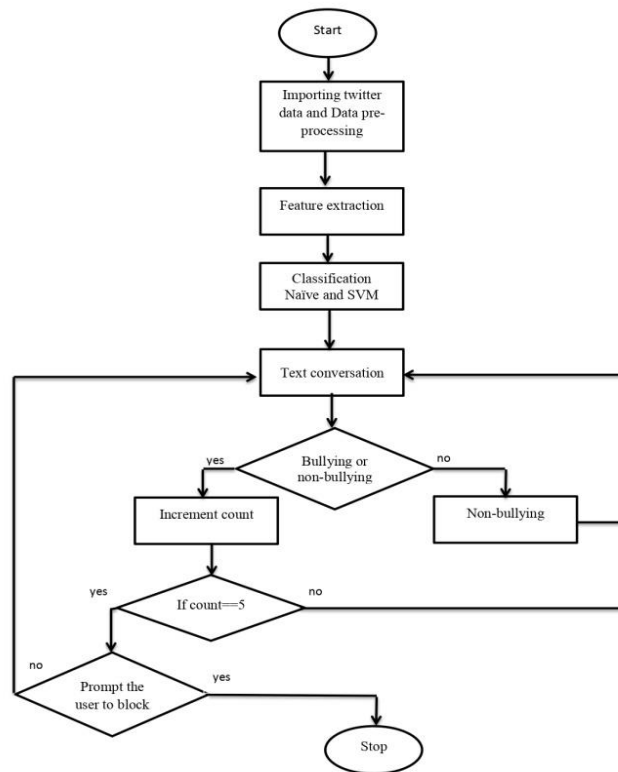 Start
Importing twitter
data and Data pre-
processing
Feature extraction
Classification
Naïve and SVM
Text conversation
yes
Bullying or
non-bullying
no
Increment count
Non-bullying
yes
If count==5
no
no
Prompt the
user to block
yes
Stop